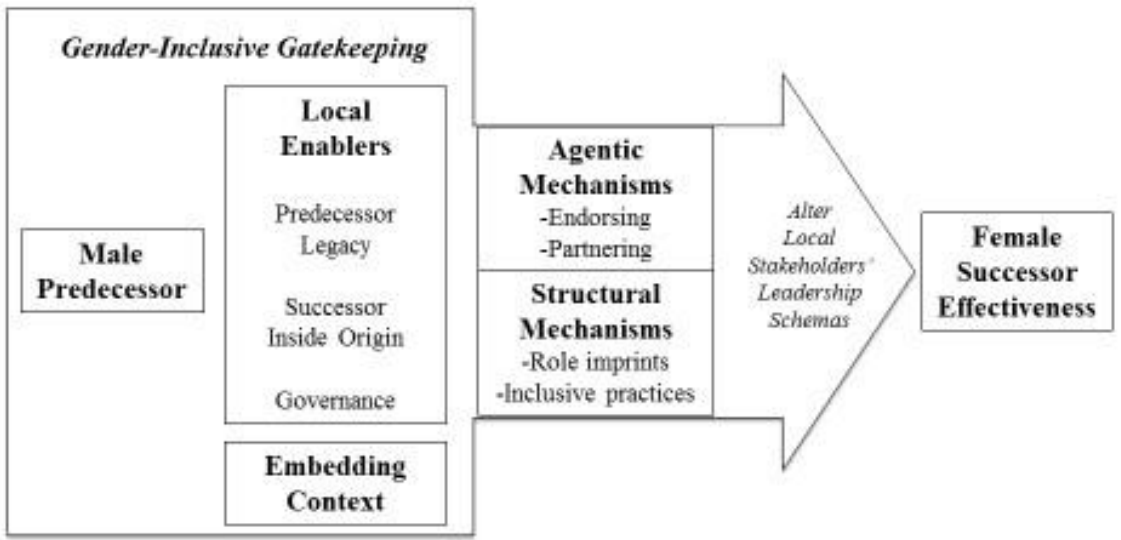 Gender-Inclusive Gatekeeping
Male
Predecessor
Local
Enablers
Predecessor
Legacy
Successor
Inside Origin
Governance
Embedding
Context
Agentic
Mechanisms
-Endorsing
-Partnering
Structural
Mechanisms
-Role imprints
-Inclusive practices
Alter
Local
Stakeholders'
Leadership
Schemas
Female
Successor
Effectiveness